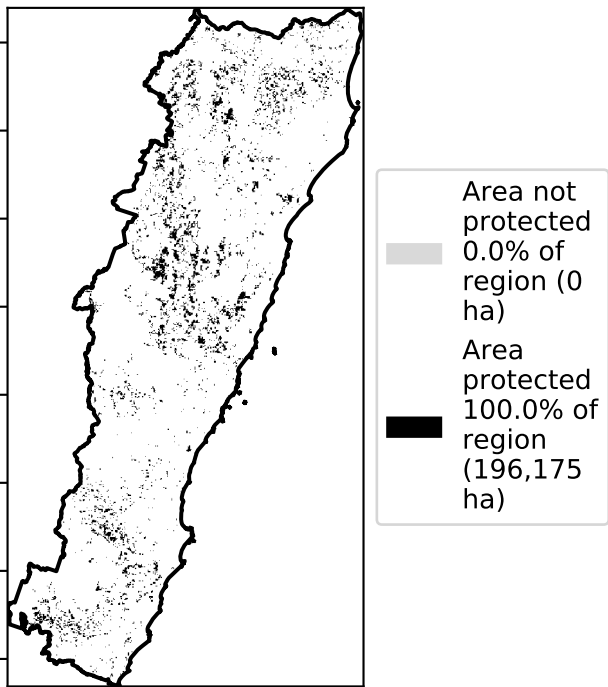 Area not
protected
0.0% of
region (0
ha)
Area
protected
100.0% of
region
(196,175
ha)